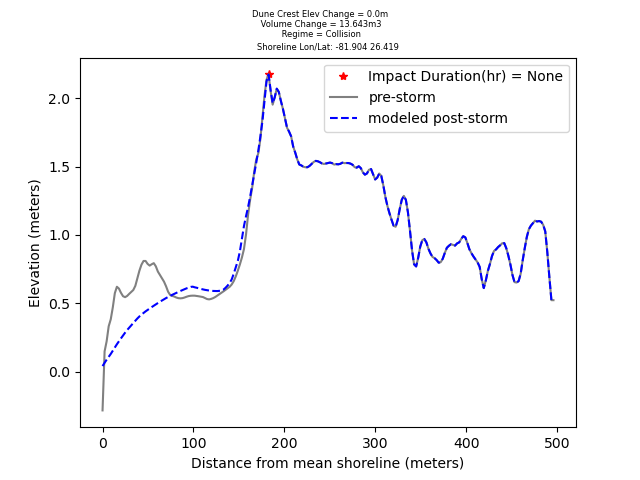 Dune Crest Elev Change = 0.0m
Volume Change = 13.643m3
Regime = Collision
Shoreline Lon/Lat: -81.904 26.419
Impact Duration(hr) = None
pre-storm
modeled post-storm
Elevation (meters)
2.0
1.5
1.0
0.5
0.0
0 100 200 300 400 500
Distance from mean shoreline (meters)